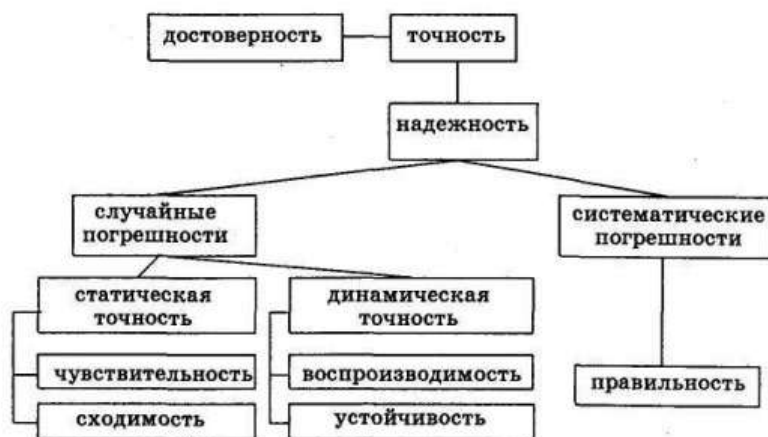 достоверность
точность
надежность
случайные
погрешности
систематические
погрешности
статическая
точность
динамическая
точность
чувствительность
воспроизводимость
правильность
сходимость
устойчивость